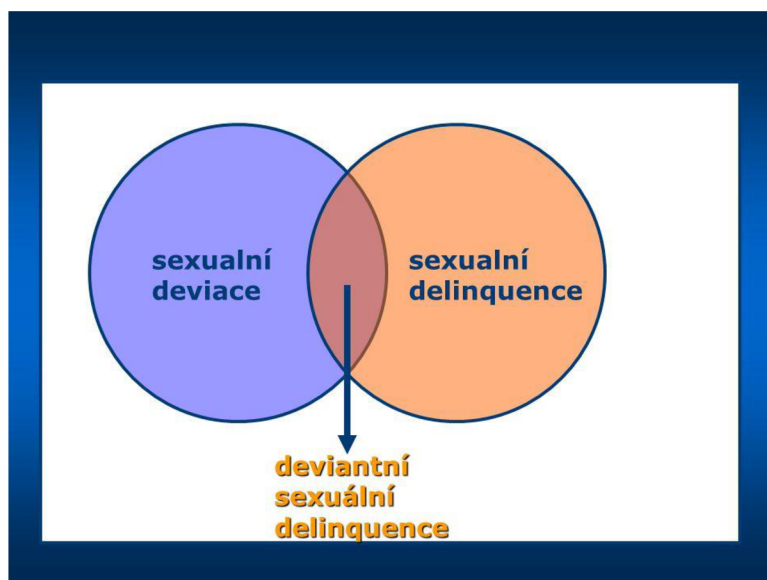 sexualní
deviace
sexualní
delinquence
deviantní
sexuální
delinquence